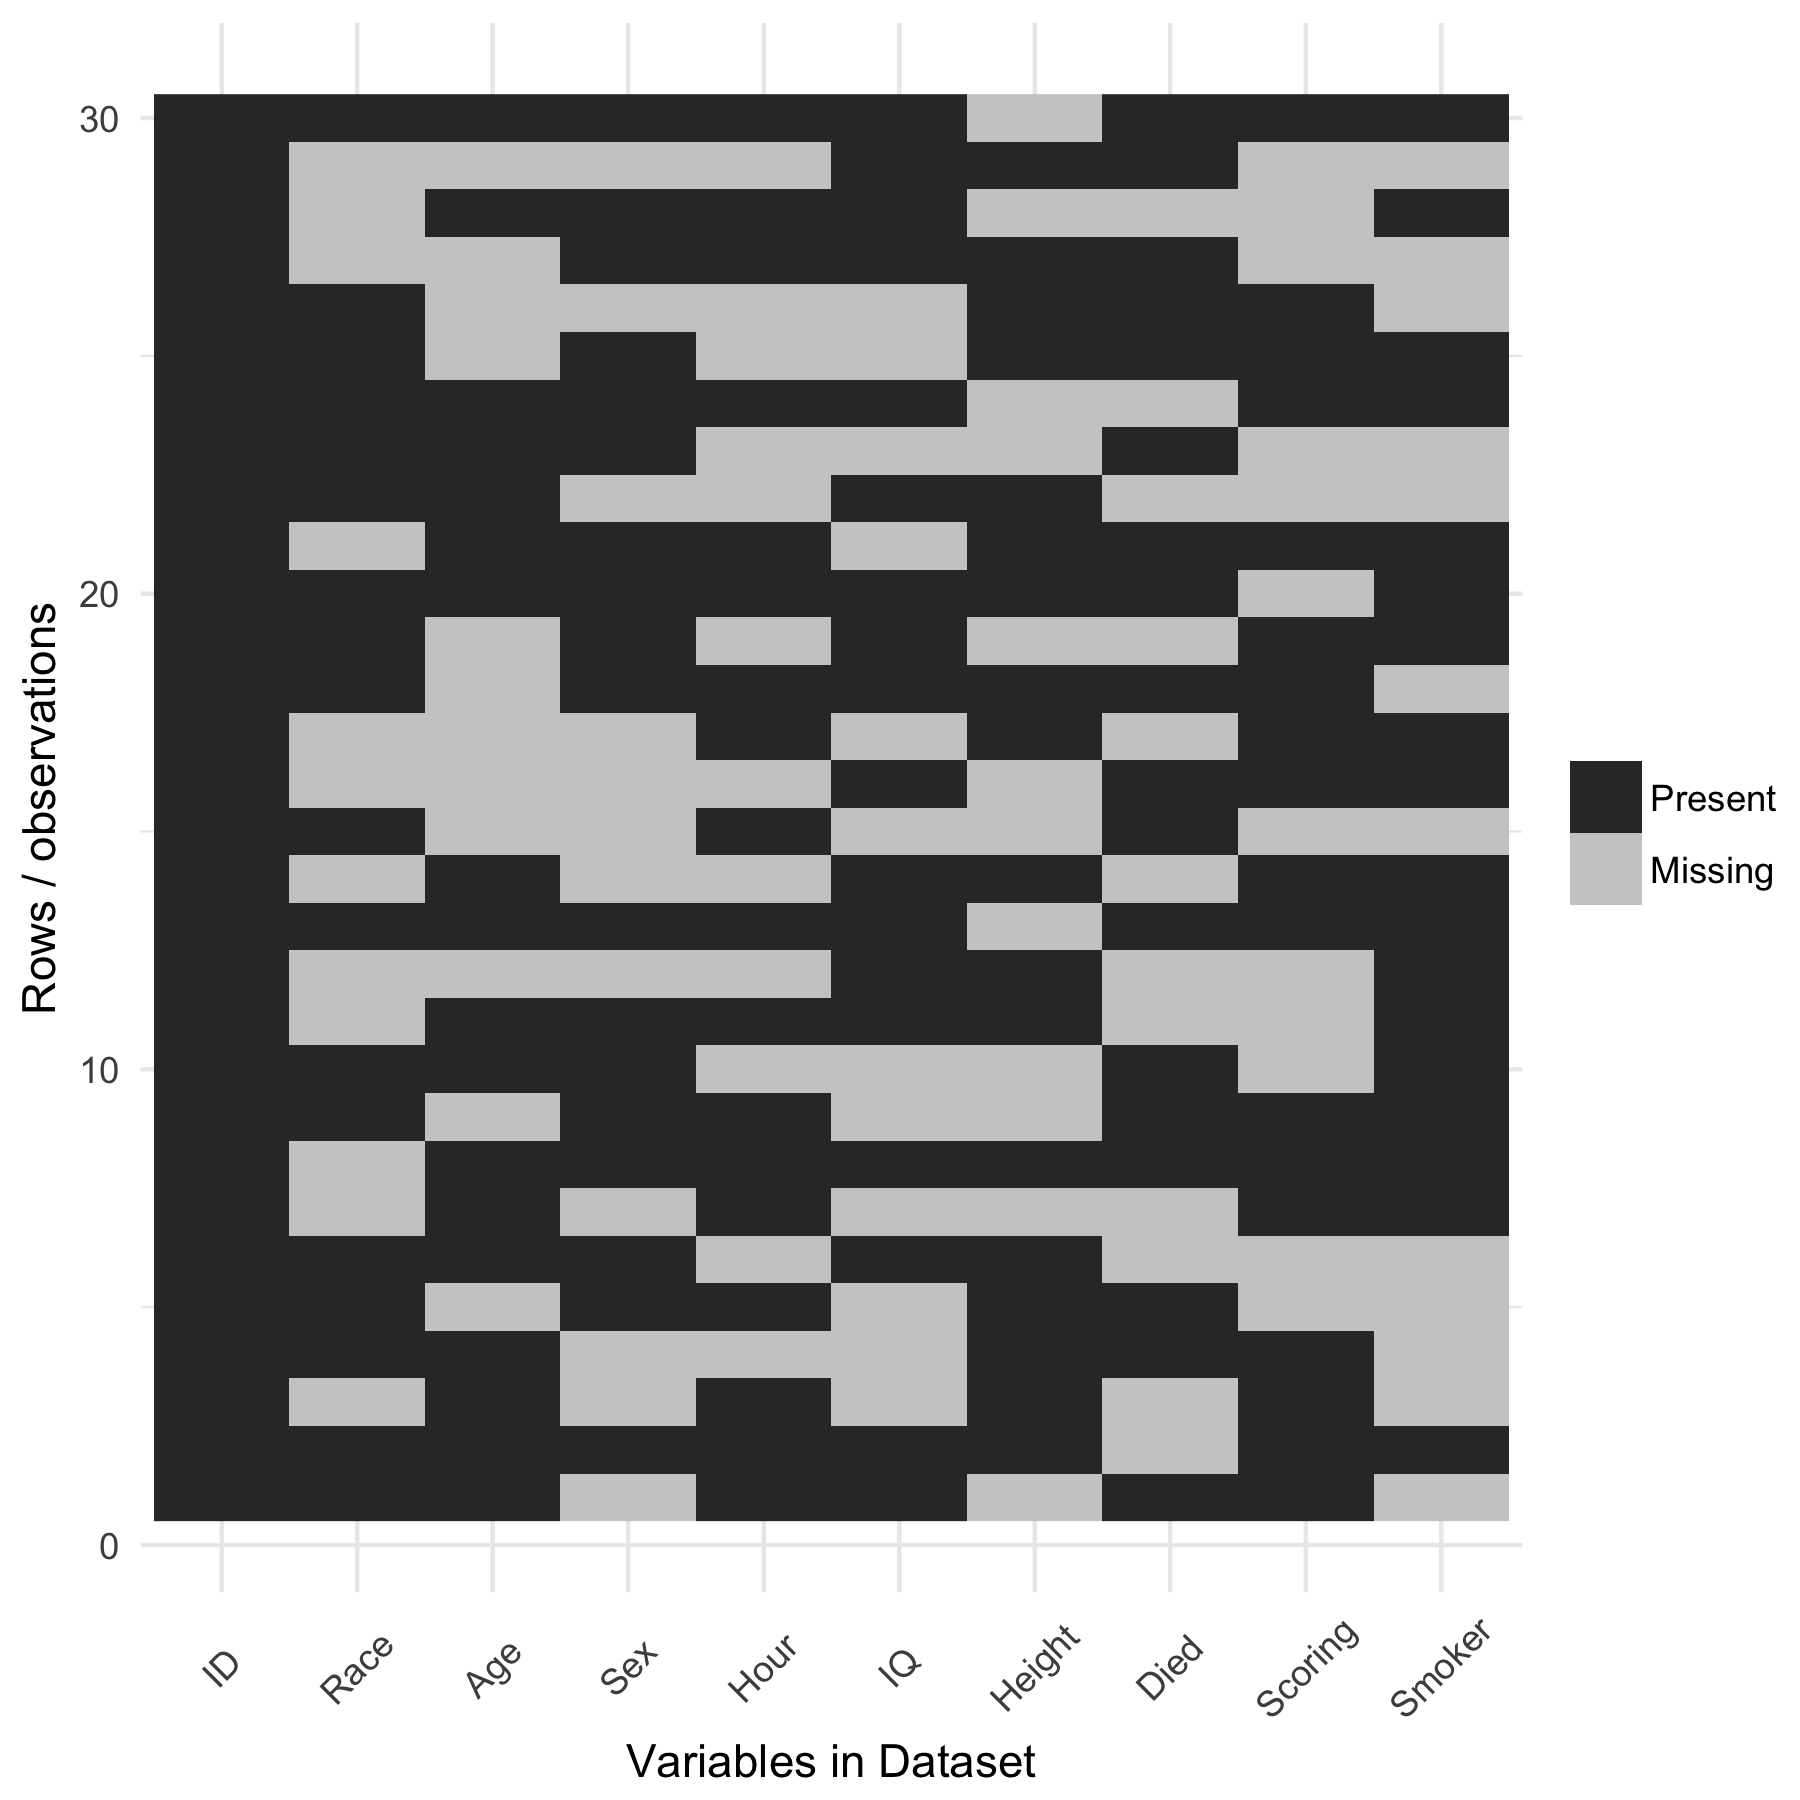 30
20
10
0
Rows / observations
ID Race Age Sex Hour IQ Height Died Scoring Smoker
Variables in Dataset
Present
Missing